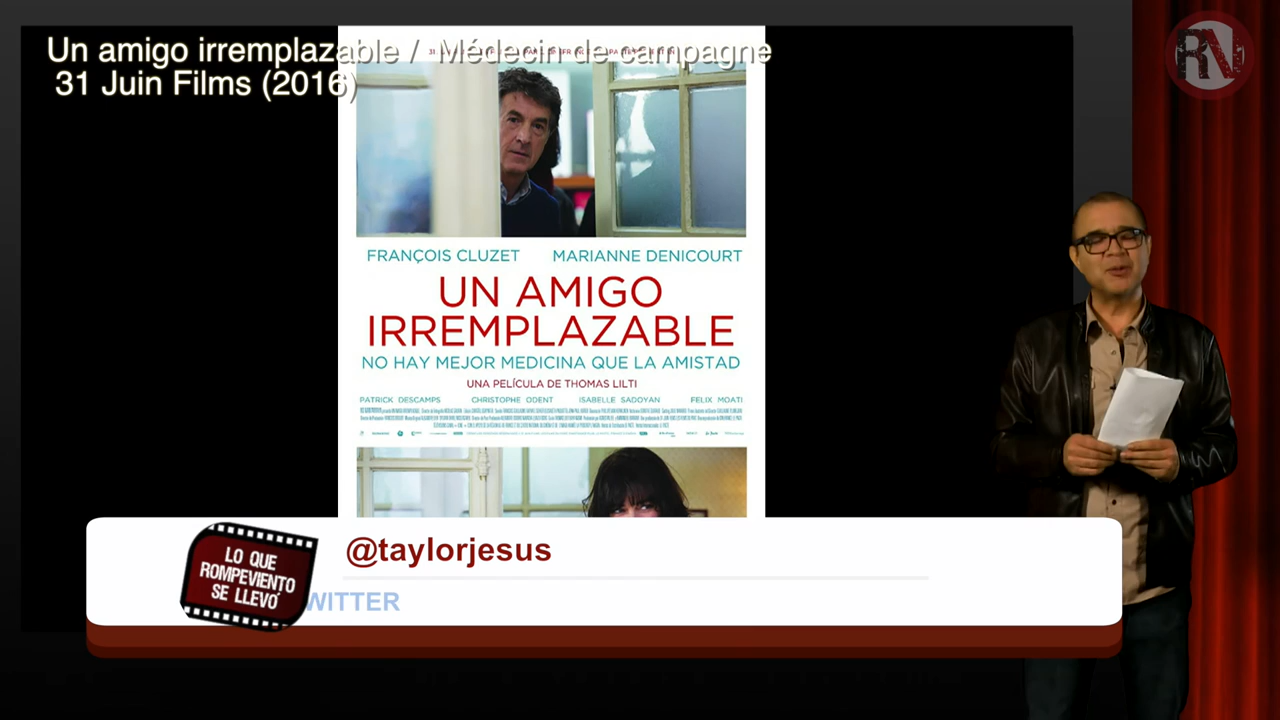 Un amigo irremplazable / Médecin de campagne
31 Juin Films (2016)
RN
FRANÇOIS CLUZET MARIANNE DENICOURT
UN AMIGO
IRREMPLAZABLE
NO HAY MEJOR MEDICINA QUE LA AMISTAD
UNA PELÍCULA DE THOMAS LILTI
PATRICK DESCAMPS CHRISTOPHE ODENT ISABELLE SADOYAN FELIX MOATI
@taylorjesus
LO QUE
ROMPEVIENTO
SE LLEVÓ
WITTER